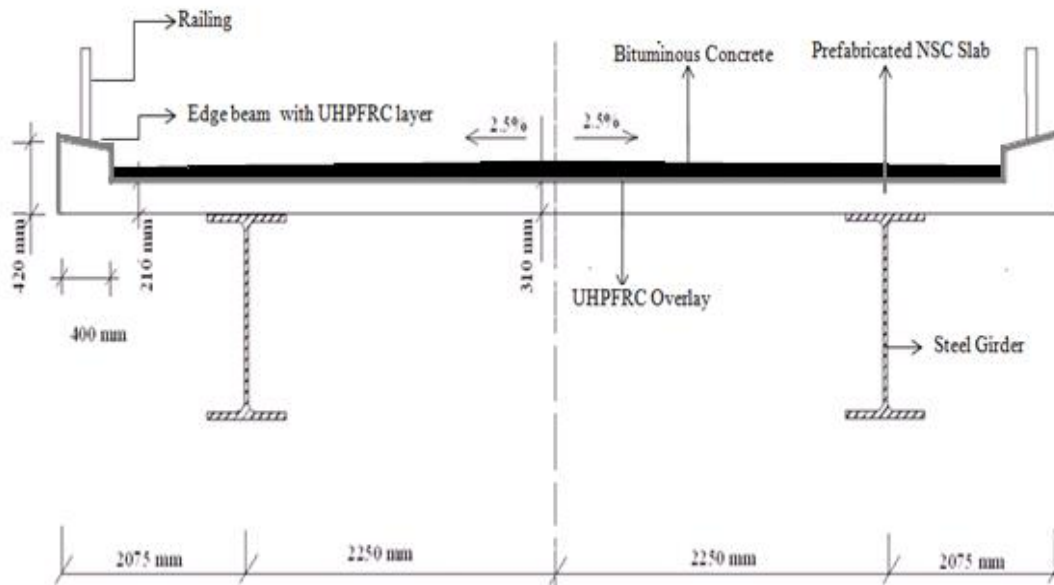 Railing
Bituminous Concrete
Prefabricated NSC Slab
Edge beam with UHPFRC layer
2.5%
2.5%
420 mm
210 mm
310 mm
UHPFRC Overlay
400 mm
Steel Girder
2075 mm
2250 mm
2250 mm
2075 mm